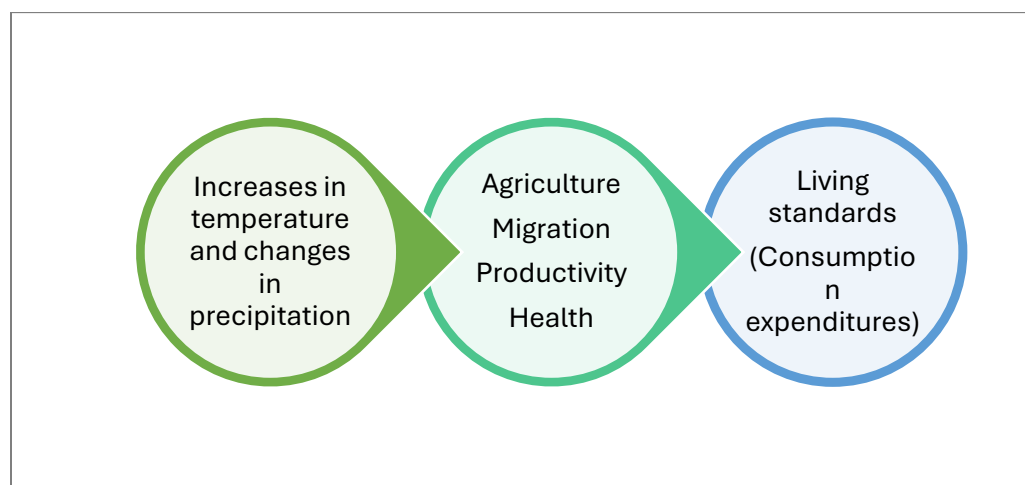 Increases in
temperature
and changes
in
precipitation
Agriculture
Migration
Productivity
Health
Living
standards
(Consumptio
n
expenditures)